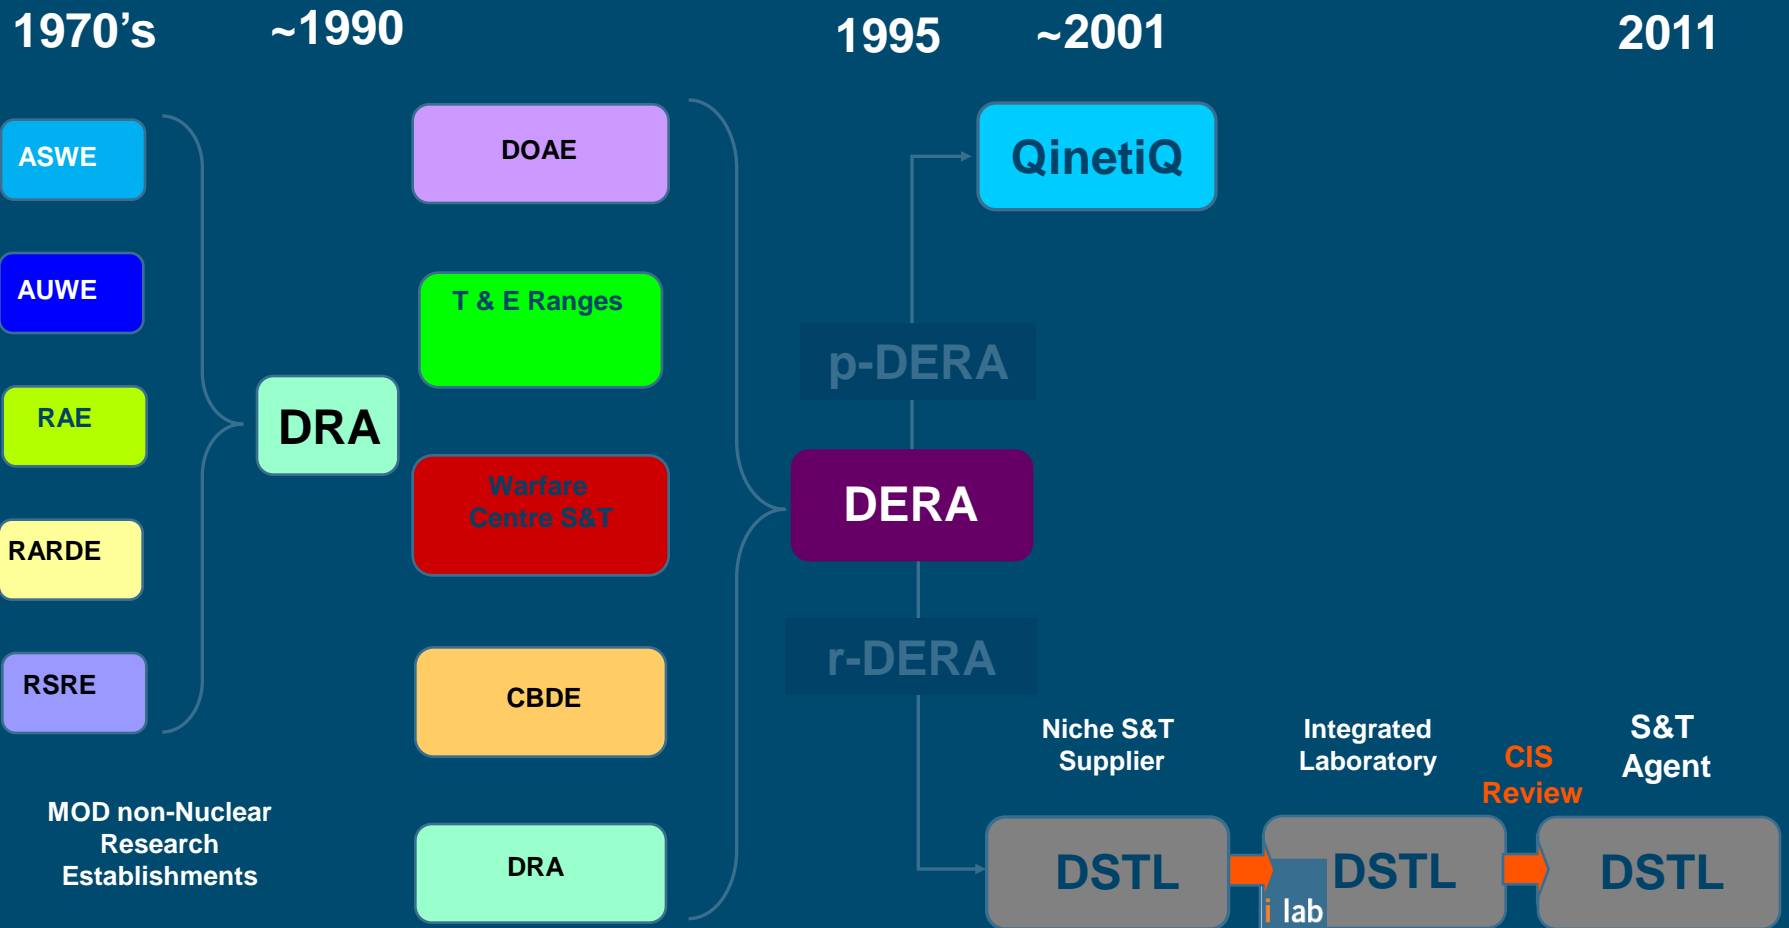 1970’s
~1990
1995
~2001
2011
ASWE
AUWE
RAE
RARDE
RSRE
MOD non-Nuclear
Research
Establishments
DRA
DOAE
T & E Ranges
Warfare
Centre S&T
CBDE
DRA
p-DERA
DERA
r-DERA
QinetiQ
Niche S&T
Supplier
DSTL
Integrated
Laboratory
DSTL
i lab
CIS
Review
S&T
Agent
DSTL